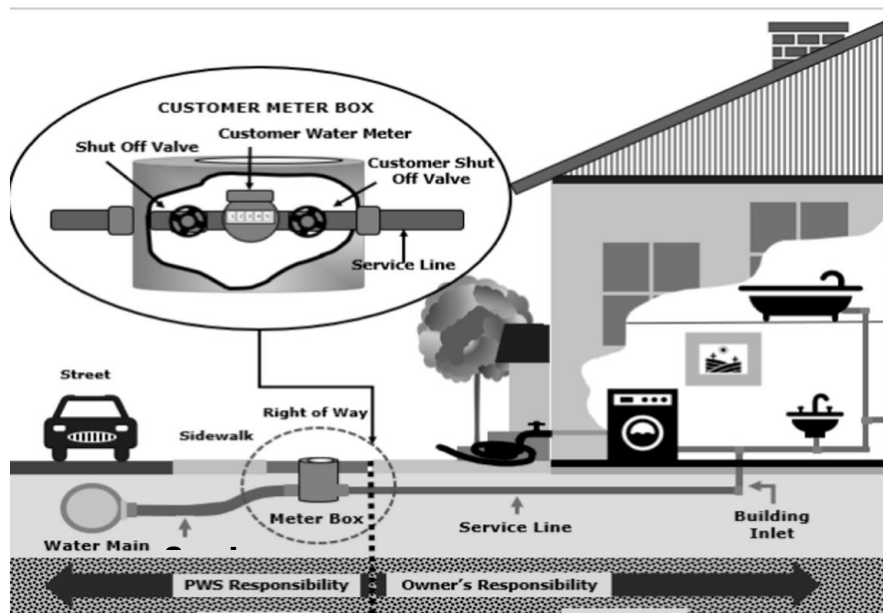 CUSTOMER METER BOX
Customer Water Meter
Shut Off Valve
Customer Shut
Off Valve
Service Line
Street
Right of Way
Sidewalk
Meter Box
Service Line
Building
Inlet
Water Main
PWS Responsibility
Owner's Responsibility